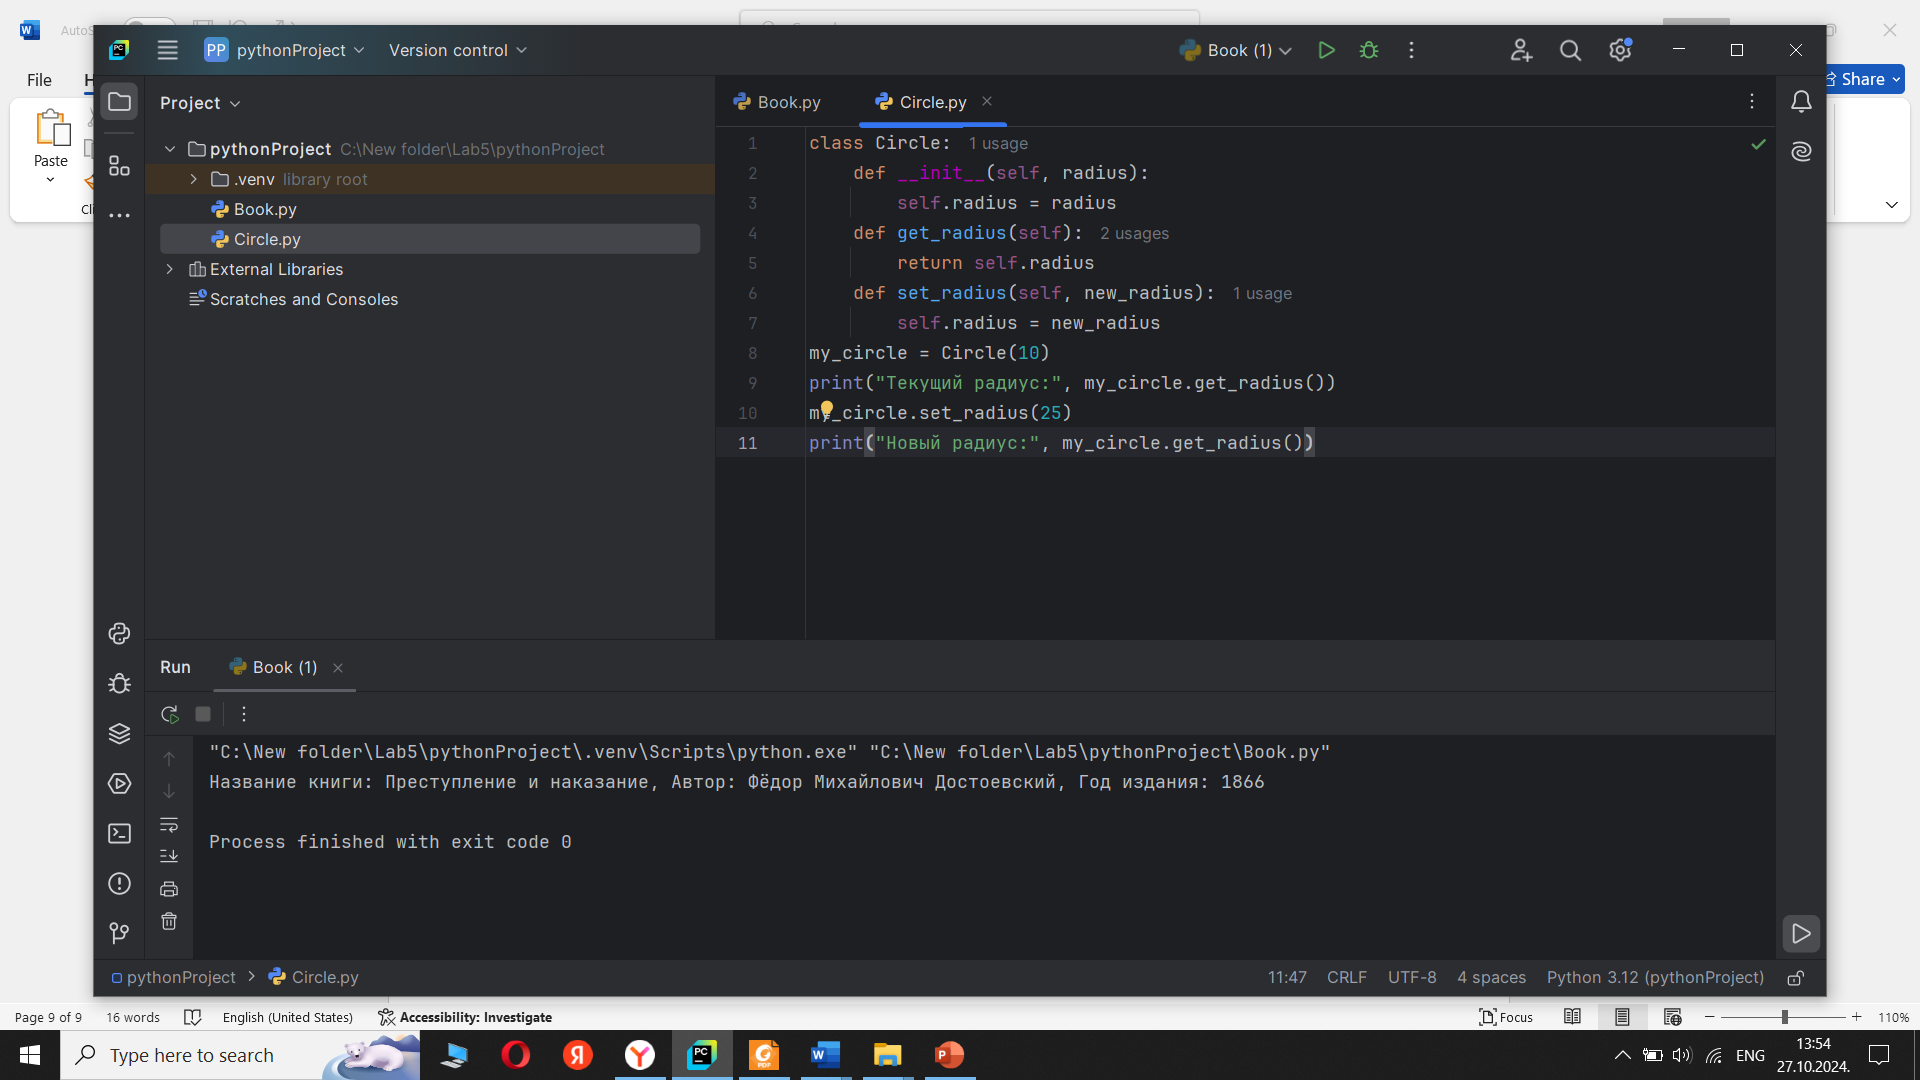 File
Paste
Share
PP pythonProject
Version control
Book (1)
Project
pythonProject C:\New folder\Lab5\pythonProject
.venv library root
Book.py
Circle.py
External Libraries
Scratches and Consoles
Book.py
Circle.py
1 class Circle: 1 usage
2 def __init__(self, radius):
3 self.radius = radius
4 def get_radius(self): 2 usages
5 return self.radius
6 def set_radius(self, new_radius): 1 usage
7 self.radius = new_radius
8 my_circle = Circle(10)
9 print("Текущий радиус:", my_circle.get_radius())
10 my_circle.set_radius(25)
11 print("Новый радиус:", my_circle.get_radius())
Run
Book (1)
"C:\New folder\Lab5\pythonProject\.venv\Scripts\python.exe" "C:\New folder\Lab5\pythonProject\Book.py"
Название книги: Преступление и наказание, Автор: Фёдор Михайлович Достоевский, Год издания: 1866
Process finished with exit code 0
pythonProject > Circle.py
11:47 CRLF UTF-8 4 spaces Python 3.12 (pythonProject)
Page 9 of 9 16 words English (United States) Accessibility: Investigate
Focus
110%
Type here to search
ENG
13:54
27.10.2024.